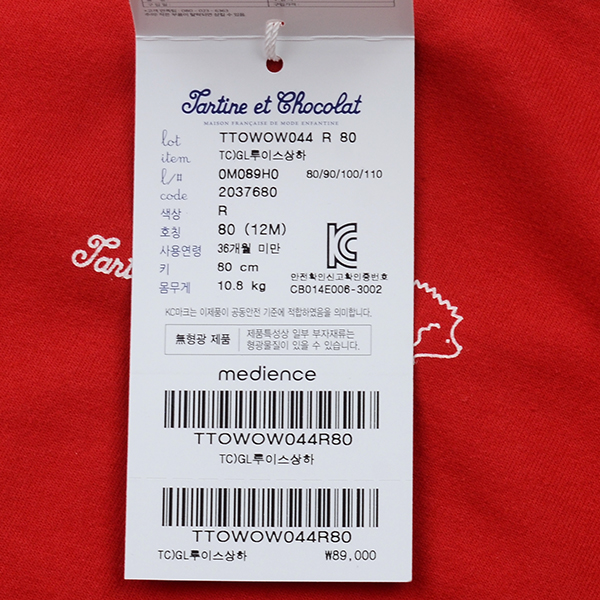 Tartine et Chocolat
MAISON FRANÇAISE DE MODE ENFANTINE
lot TTOWOW044 R 80
item TC)GL루이스상하
l/# 0M089H0 80/90/100/110
code 2037680
색상 R
호칭 80 (12M)
사용연령 36개월 미만
키 80 cm
몸무게 10.8 kg
안전확인신고확인증번호
CB014E006-3002
KC마크는 이제품이 공통안전 기준에 적합하였음을 의미합니다.
無형광 제품
제품특성상 일부 부자재류는
형광물질이 있을 수 있습니다.
medience
TTOWOW044R80
TC)GL루이스상하
TTOWOW044R80
TC)GL루이스상하 ₩89,000
Tartine